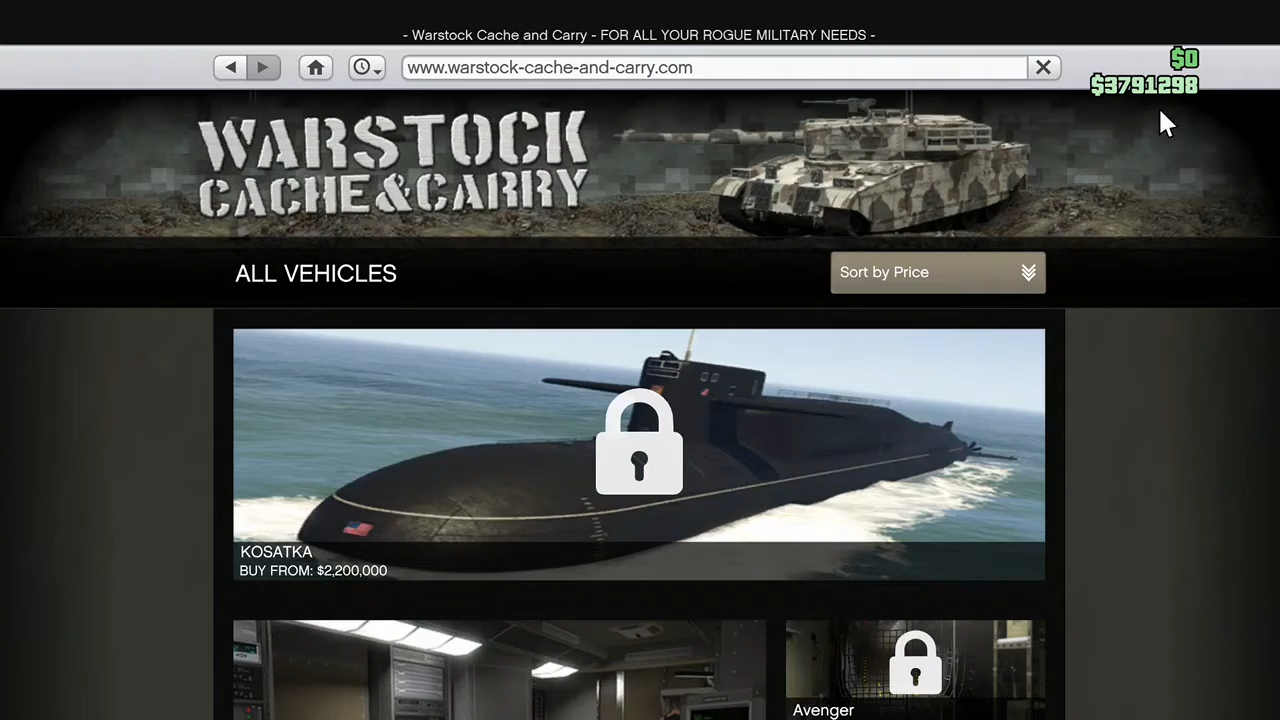 - Warstock Cache and Carry - FOR ALL YOUR ROGUE MILITARY NEEDS -
www.warstock-cache-and-carry.com
$0
$3791298
WARSTOCK
CACHE&CARRY
ALL VEHICLES
Sort by Price
KOSATKA
BUY FROM: $2,200,000
Avenger